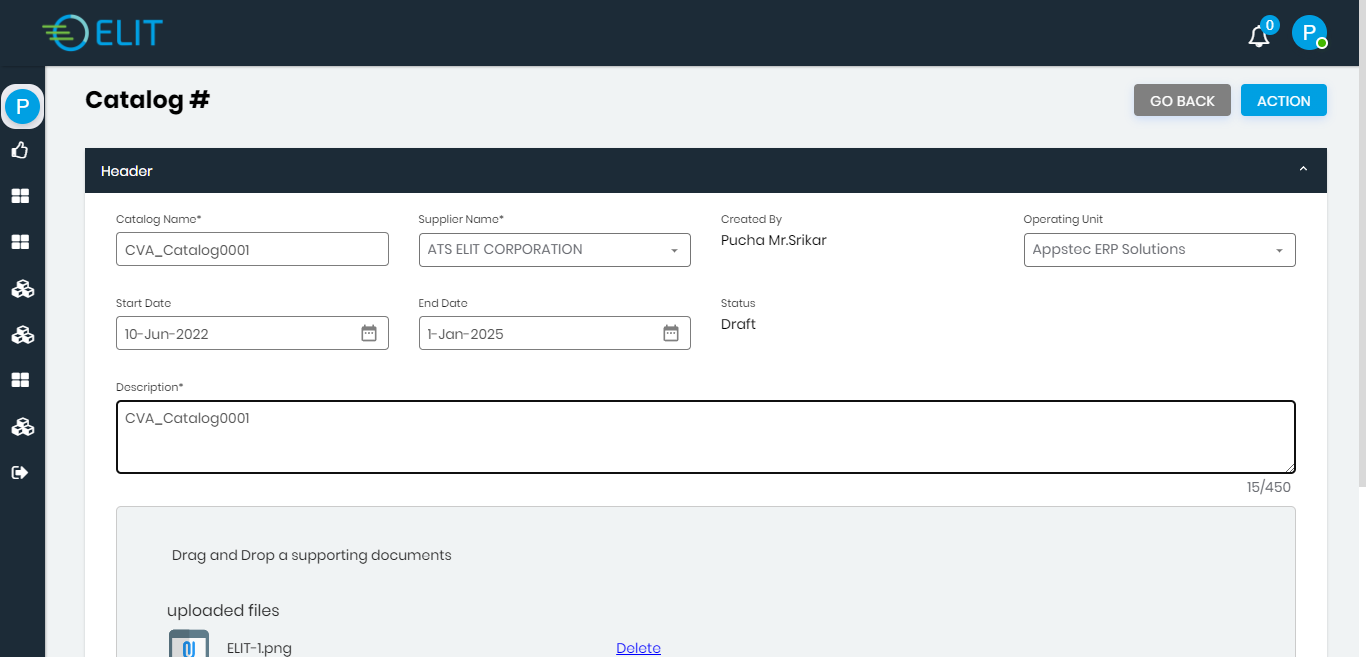 ELIT
0
P
P
Catalog #
GO BACK
ACTION
Header
Catalog Name*
Supplier Name*
Created By
Operating Unit
CVA_Catalog0001
ATS ELIT CORPORATION
Pucha Mr.Srikar
Appstec ERP Solutions
Start Date
End Date
Status
10-Jun-2022
1-Jan-2025
Draft
Description*
CVA_Catalog0001
15/450
Drag and Drop a supporting documents
uploaded files
ELIT-1.png
Delete